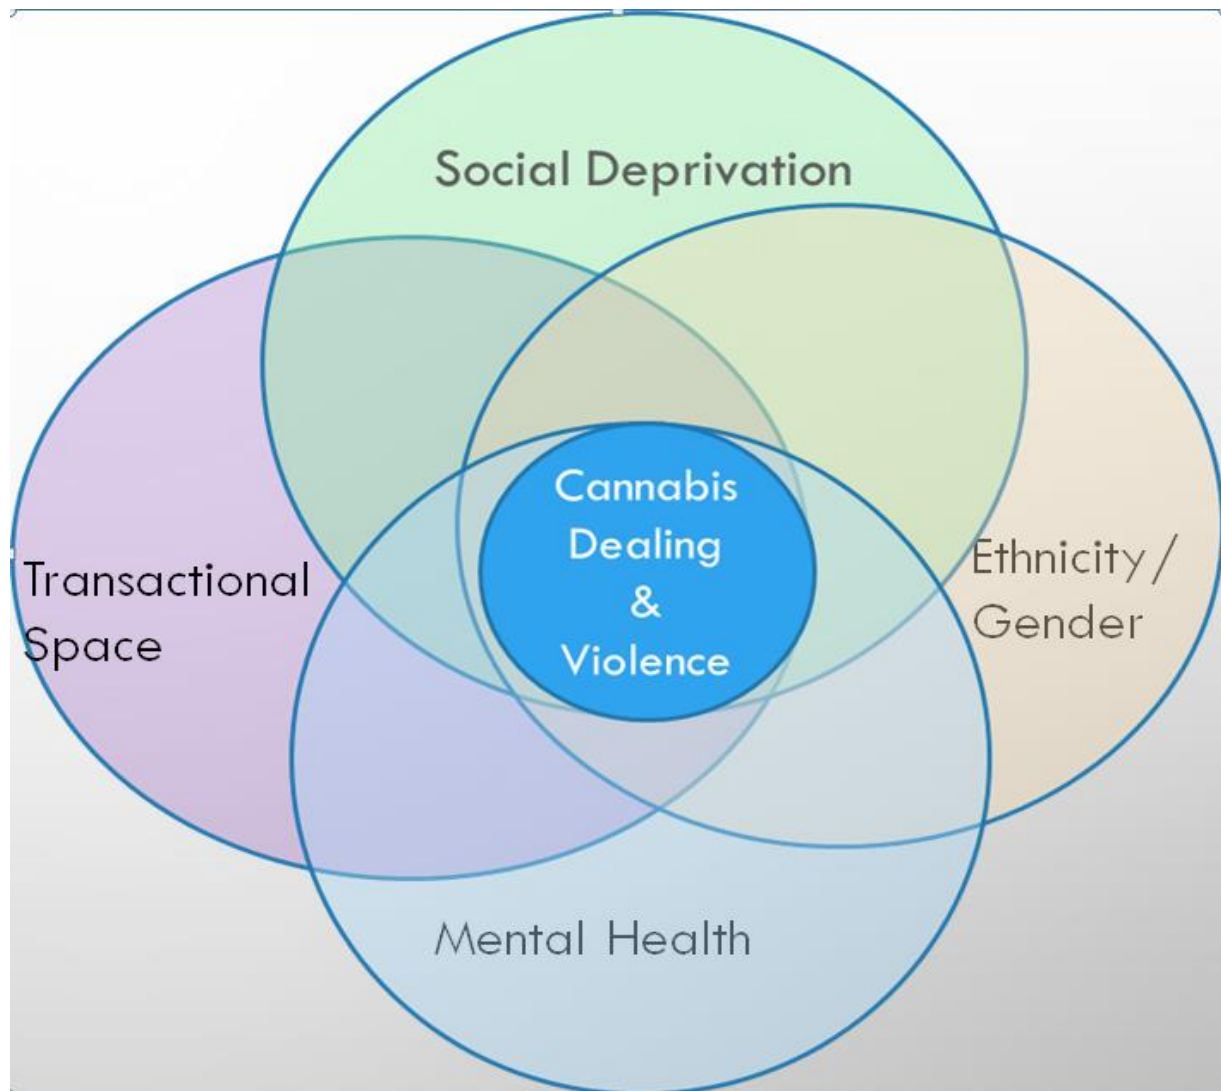 Social Deprivation
Cannabis
Dealing
&
Violence
Transactional
Space
Ethnicity/
Gender
Mental Health